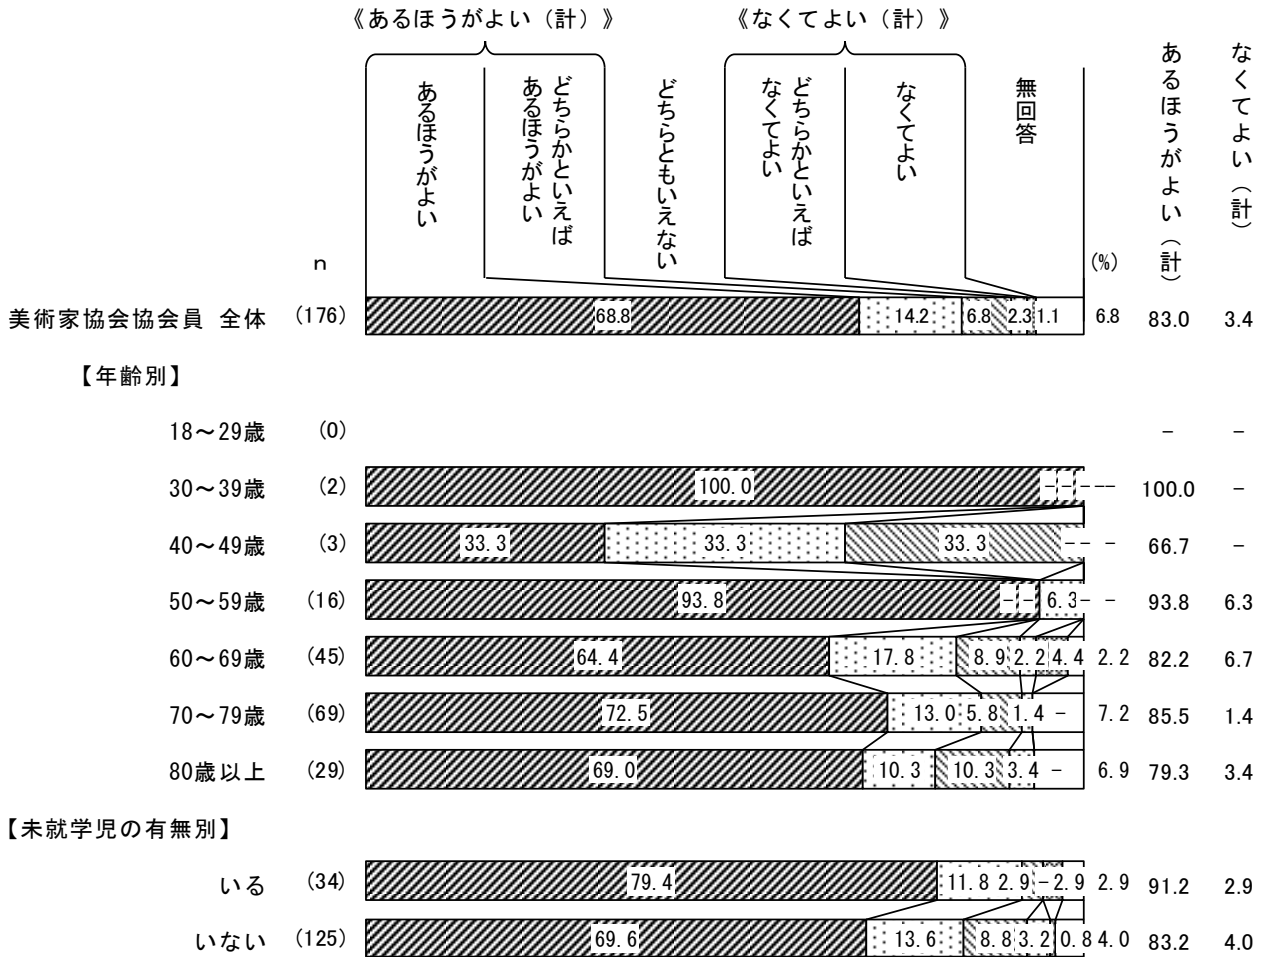 《あるほうがよい（計）》 《なくてよい（計）》
あるほうがよい
どちらかといえば
あるほうがよい
どちらともいえない
どちらかといえば
なくてよい
なくてよい
無回答
あるほうがよい（計）
なくてよい（計）
n (%)
美術家協会協会員 全体 (176) 68.8 14.2 6.8 2.3 1.1 6.8 83.0 3.4
【年齢別】
18～29歳 (0) － －
30～39歳 (2) 100.0 － － － － － 100.0 －
40～49歳 (3) 33.3 33.3 33.3 － － － 66.7 －
50～59歳 (16) 93.8 － － 6.3 － － 93.8 6.3
60～69歳 (45) 64.4 17.8 8.9 2.2 4.4 2.2 82.2 6.7
70～79歳 (69) 72.5 13.0 5.8 1.4 － 7.2 85.5 1.4
80歳以上 (29) 69.0 10.3 10.3 3.4 － 6.9 79.3 3.4
【未就学児の有無別】
いる (34) 79.4 11.8 2.9 － 2.9 2.9 91.2 2.9
いない (125) 69.6 13.6 8.8 3.2 0.8 4.0 83.2 4.0